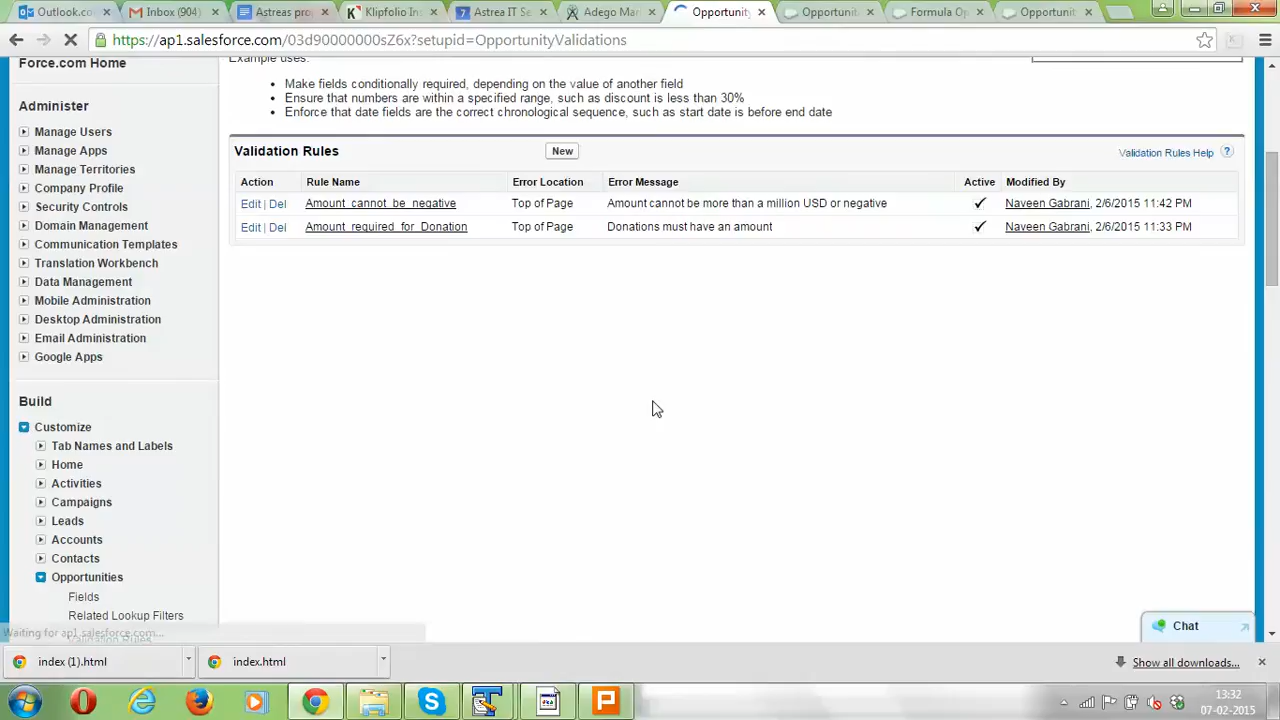 Outlook.co
Inbox (904)
Astreas pro
Klipfolio Ins
Astrea IT Se
Adego Mar
Opportunity
Opportunit
Formula Op
Opportunit
https://ap1.salesforce.com/03d90000000sZ6x?setupid=OpportunityValidations
Force.com Home
Example uses:
Make fields conditionally required, depending on the value of another field
Ensure that numbers are within a specified range, such as discount is less than 30%
Enforce that date fields are the correct chronological sequence, such as start date is before end date
Administer
Manage Users
Manage Apps
Manage Territories
Company Profile
Security Controls
Domain Management
Communication Templates
Translation Workbench
Data Management
Mobile Administration
Desktop Administration
Email Administration
Google Apps
Build
Customize
Tab Names and Labels
Home
Activities
Campaigns
Leads
Accounts
Contacts
Opportunities
Fields
Related Lookup Filters
Validation Rules
Validation Rules New Validation Rules Help ?
Action Rule Name Error Location Error Message Active Modified By
Edit | Del Amount_cannot_be_negative Top of Page Amount cannot be more than a million USD or negative Naveen Gabrani, 2/6/2015 11:42 PM
Edit | Del Amount_required_for_Donation Top of Page Donations must have an amount Naveen Gabrani, 2/6/2015 11:33 PM
Waiting for ap1.salesforce.com...
Chat
index (1).html
index.html
Show all downloads...
13:32
07-02-2015